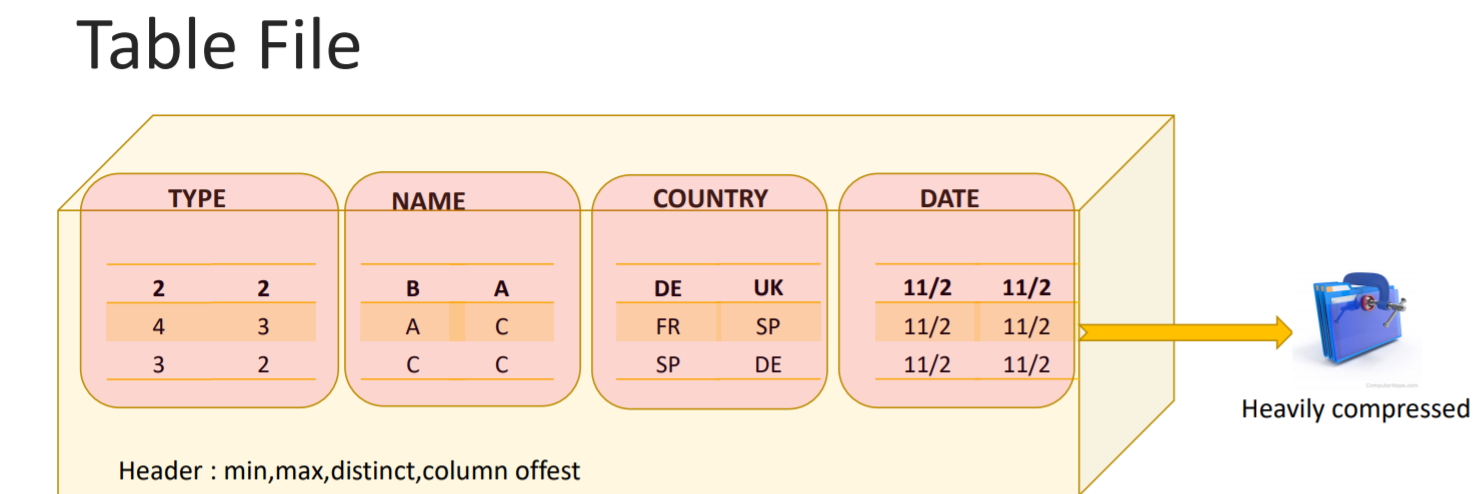 Table File
TYPE NAME COUNTRY DATE
2 2 B A DE UK 11/2 11/2
4 3 A C FR SP 11/2 11/2
3 2 C C SP DE 11/2 11/2
ComputerHope.com
Heavily compressed
Header : min,max,distinct,column offest